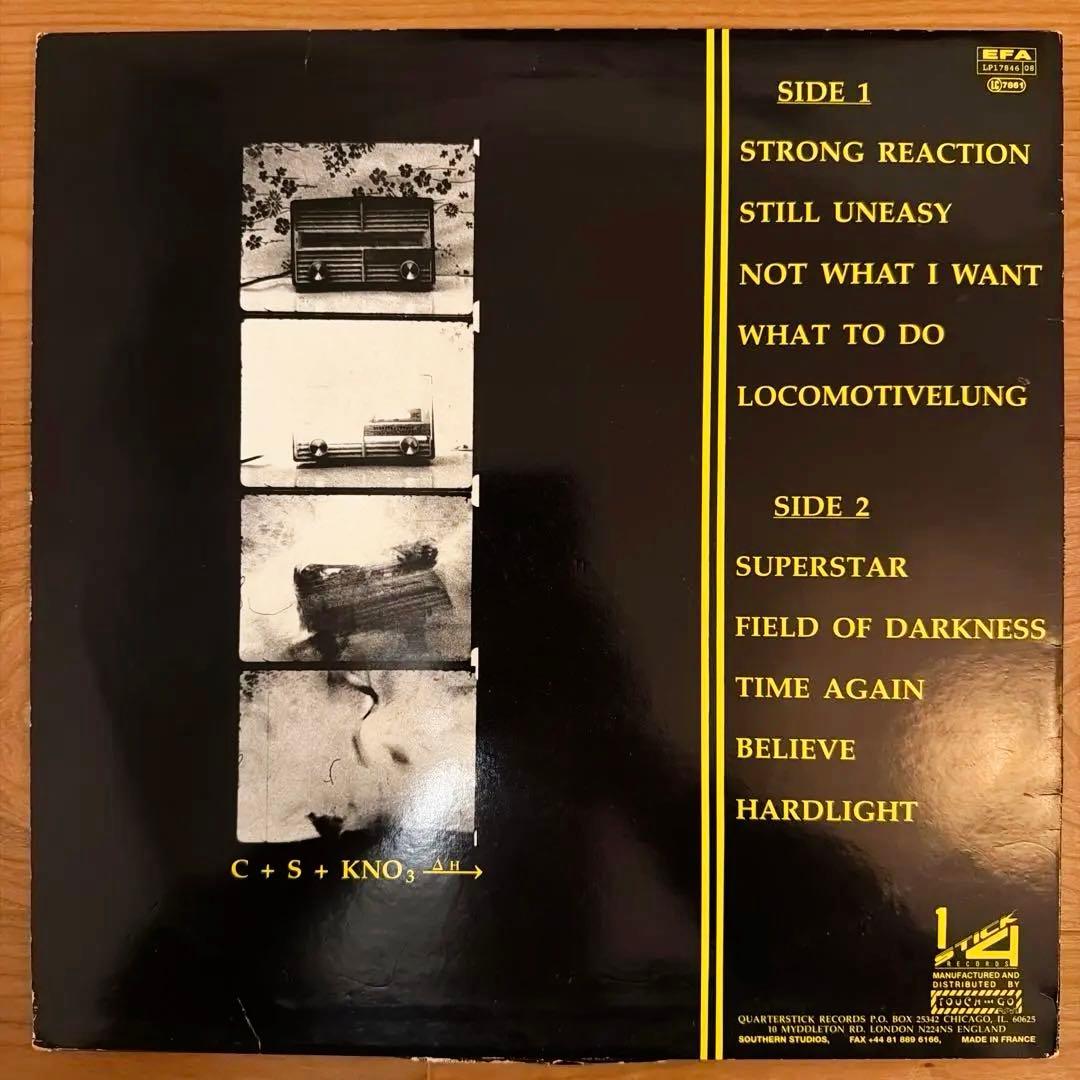 EFA
LP17846 08
LC 7661
SIDE 1
STRONG REACTION
STILL UNEASY
NOT WHAT I WANT
WHAT TO DO
LOCOMOTIVELUNG
SIDE 2
SUPERSTAR
FIELD OF DARKNESS
TIME AGAIN
BELIEVE
HARDLIGHT
C + S + KNO₃ ΔH→
1/4 STICK
RECORDS
MANUFACTURED AND
DISTRIBUTED BY
TOUCH AND GO
QUARTERSTICK RECORDS P.O. BOX 25342 CHICAGO, IL. 60625
10 MYDDLETON RD. LONDON N224NS ENGLAND
SOUTHERN STUDIOS, FAX +44 81 889 6166, MADE IN FRANCE